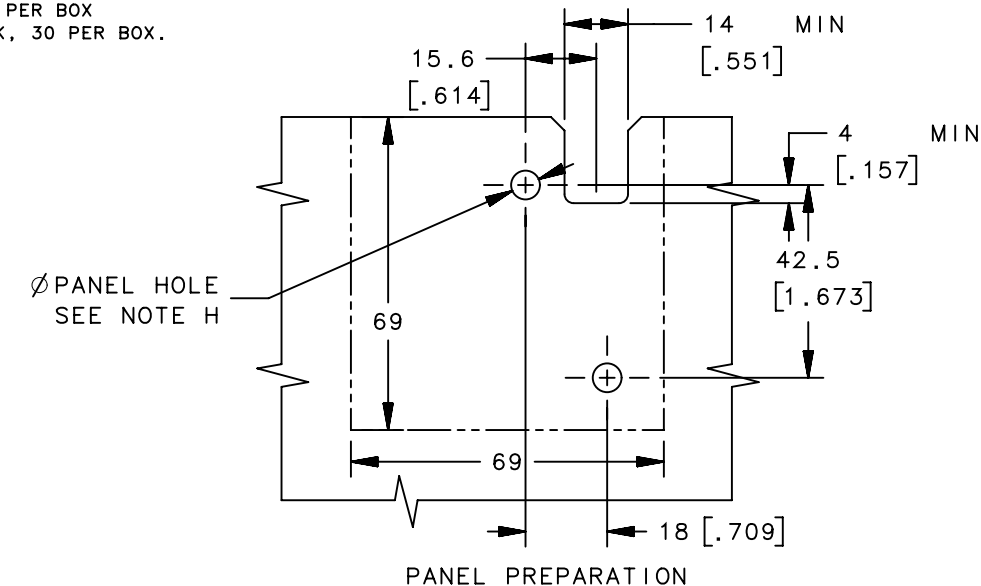 PER BOX
, 30 PER BOX.
14 MIN
[.551]
15.6
[.614]
4 MIN
[.157]
42.5
[1.673]
∅PANEL HOLE
SEE NOTE H
69
69
18 [.709]
PANEL PREPARATION